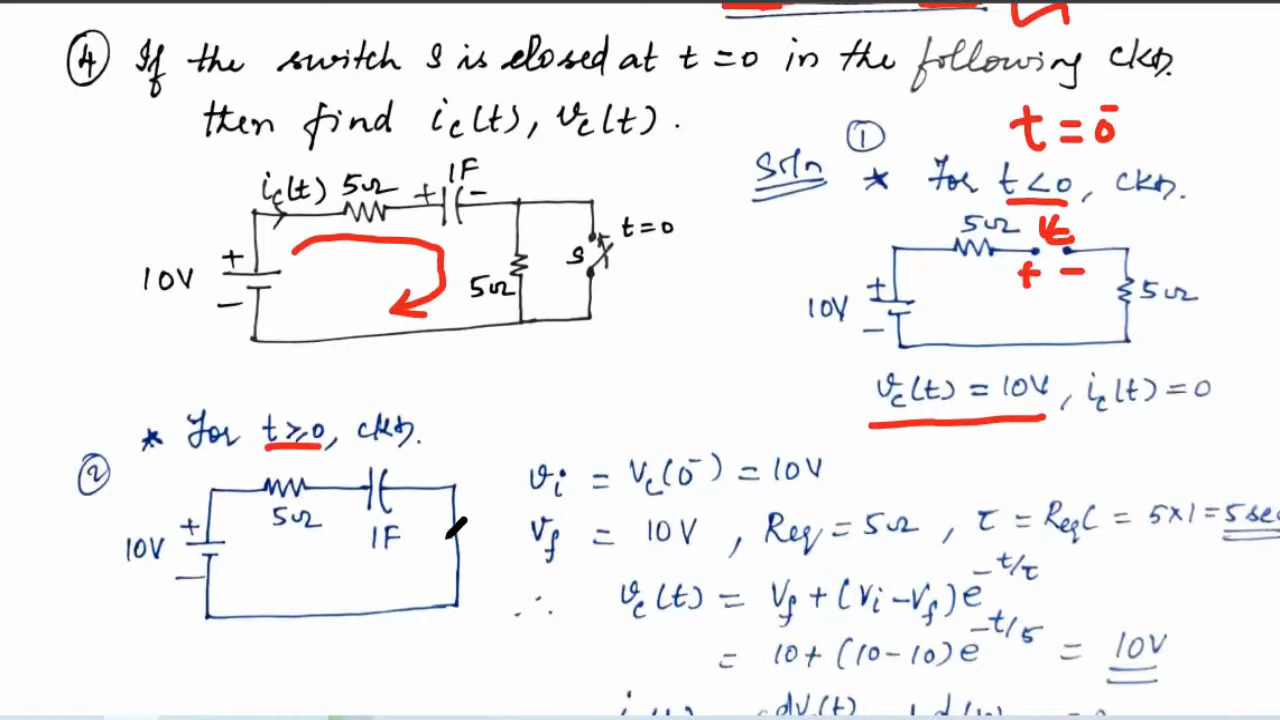 ④ If the switch S is closed at t=0 in the following ckt.
then find ic(t), vc(t).
ic(t) 5Ω + 1F -
+
10V
-
5Ω
S
t=0
t=0⁻
Soln ①
* For t<0, ckt.
5Ω
+ -
+
10V
-
5Ω
vc(t) = 10V, ic(t) = 0
* For t≥0, ckt.
②
+
10V
-
5Ω
1F
vi = Vc(0⁻) = 10V
Vf = 10V, Req = 5Ω, τ = ReqC = 5×1 = 5 sec
∴ vc(t) = Vf + (Vi-Vf)e^-t/τ
= 10+(10-10)e^-t/5 = 10V
dV(t)